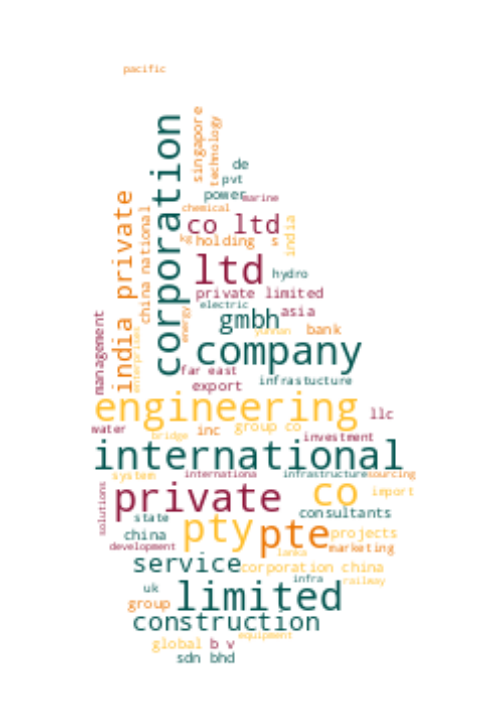 pacific
corporation
singapore
technology
de
pvt
power
marine
chemical
co ltd
india
kg
holding
s
india private
china national
ltd
hydro
private limited
electric
asia
gmbh
yunnan
bank
energy
enterprises
management
company
far east
export
infrastucture
engineering
llc
water
bridge
inc
group co
investment
international
system
internationa
infrastructure
sourcing
solutions
private
co
import
state
consultants
china
pty
pte
projects
development
lanka
marketing
service
corporation china
uk
infra
railway
group
limited
construction
equipment
global
b v
sdn bhd